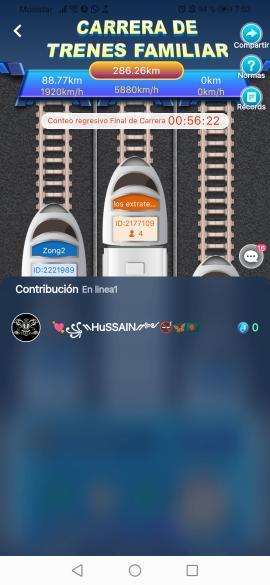 Movistar
94 %
7:53
CARRERA DE
TRENES FAMILIAR
Compartir
Normas
Récords
286.26km
88.77km
0km
1920km/h
5880km/h
0km/h
Conteo regresivo Final de Carrera 00:56:22
los extrate...
ID:2177109
4
Zong2
ID:2221989
16
Contribución En linea1
HuSSAIN
0